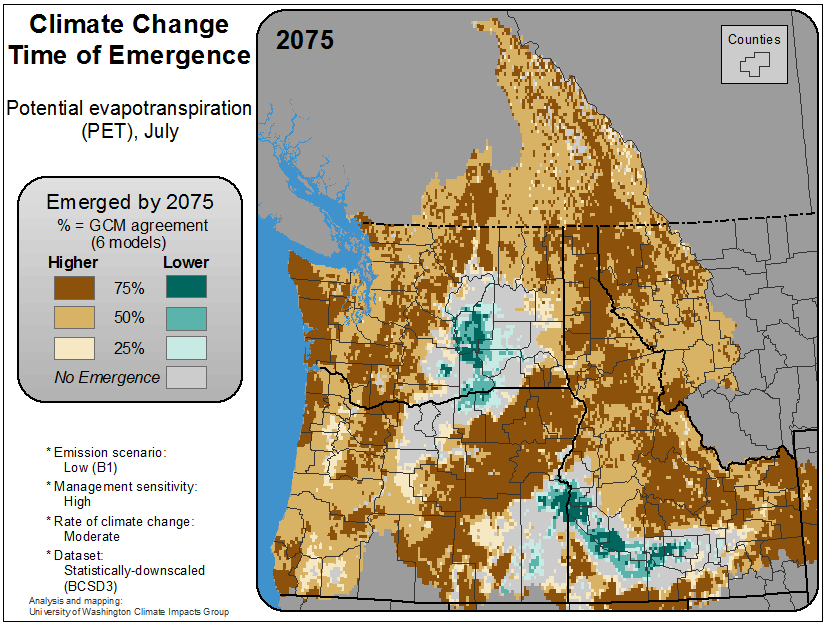 Climate Change
Time of Emergence
Potential evapotranspiration
(PET), July
Emerged by 2075
% = GCM agreement
(6 models)
Higher Lower
75%
50%
25%
No Emergence
* Emission scenario:
Low (B1)
* Management sensitivity:
High
* Rate of climate change:
Moderate
* Dataset:
Statistically-downscaled
(BCSD3)
Analysis and mapping:
University of Washington Climate Impacts Group
2075
Counties